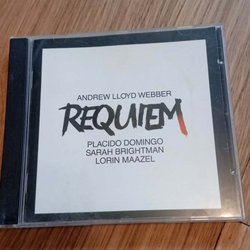 ANDREW LLOYD WEBBER
REQUIEM
PLACIDO DOMINGO
SARAH BRIGHTMAN
LORIN MAAZEL